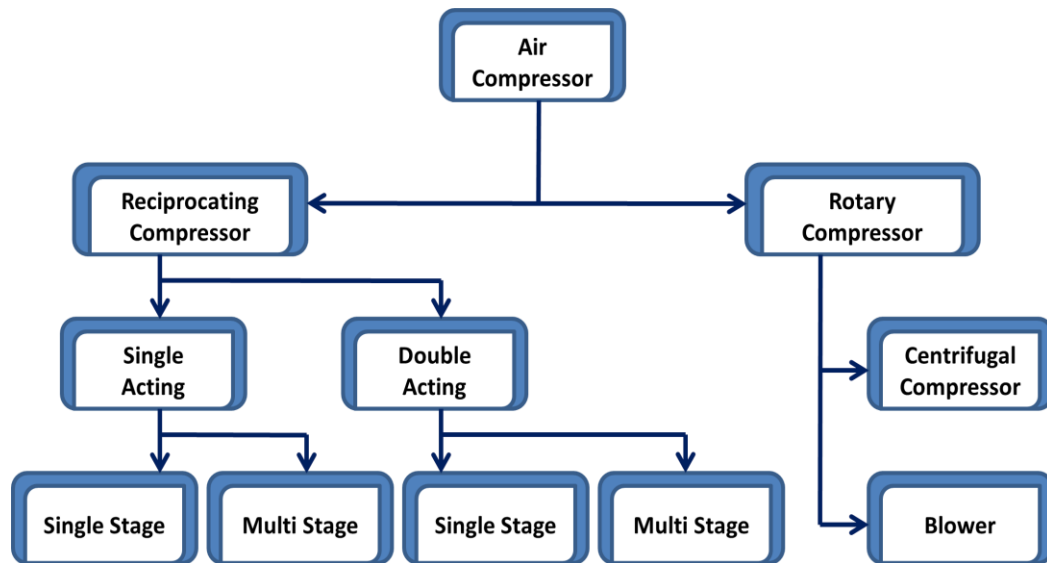 Air
Compressor
Reciprocating
Compressor
Rotary
Compressor
Single
Acting
Double
Acting
Centrifugal
Compressor
Single Stage
Multi Stage
Single Stage
Multi Stage
Blower